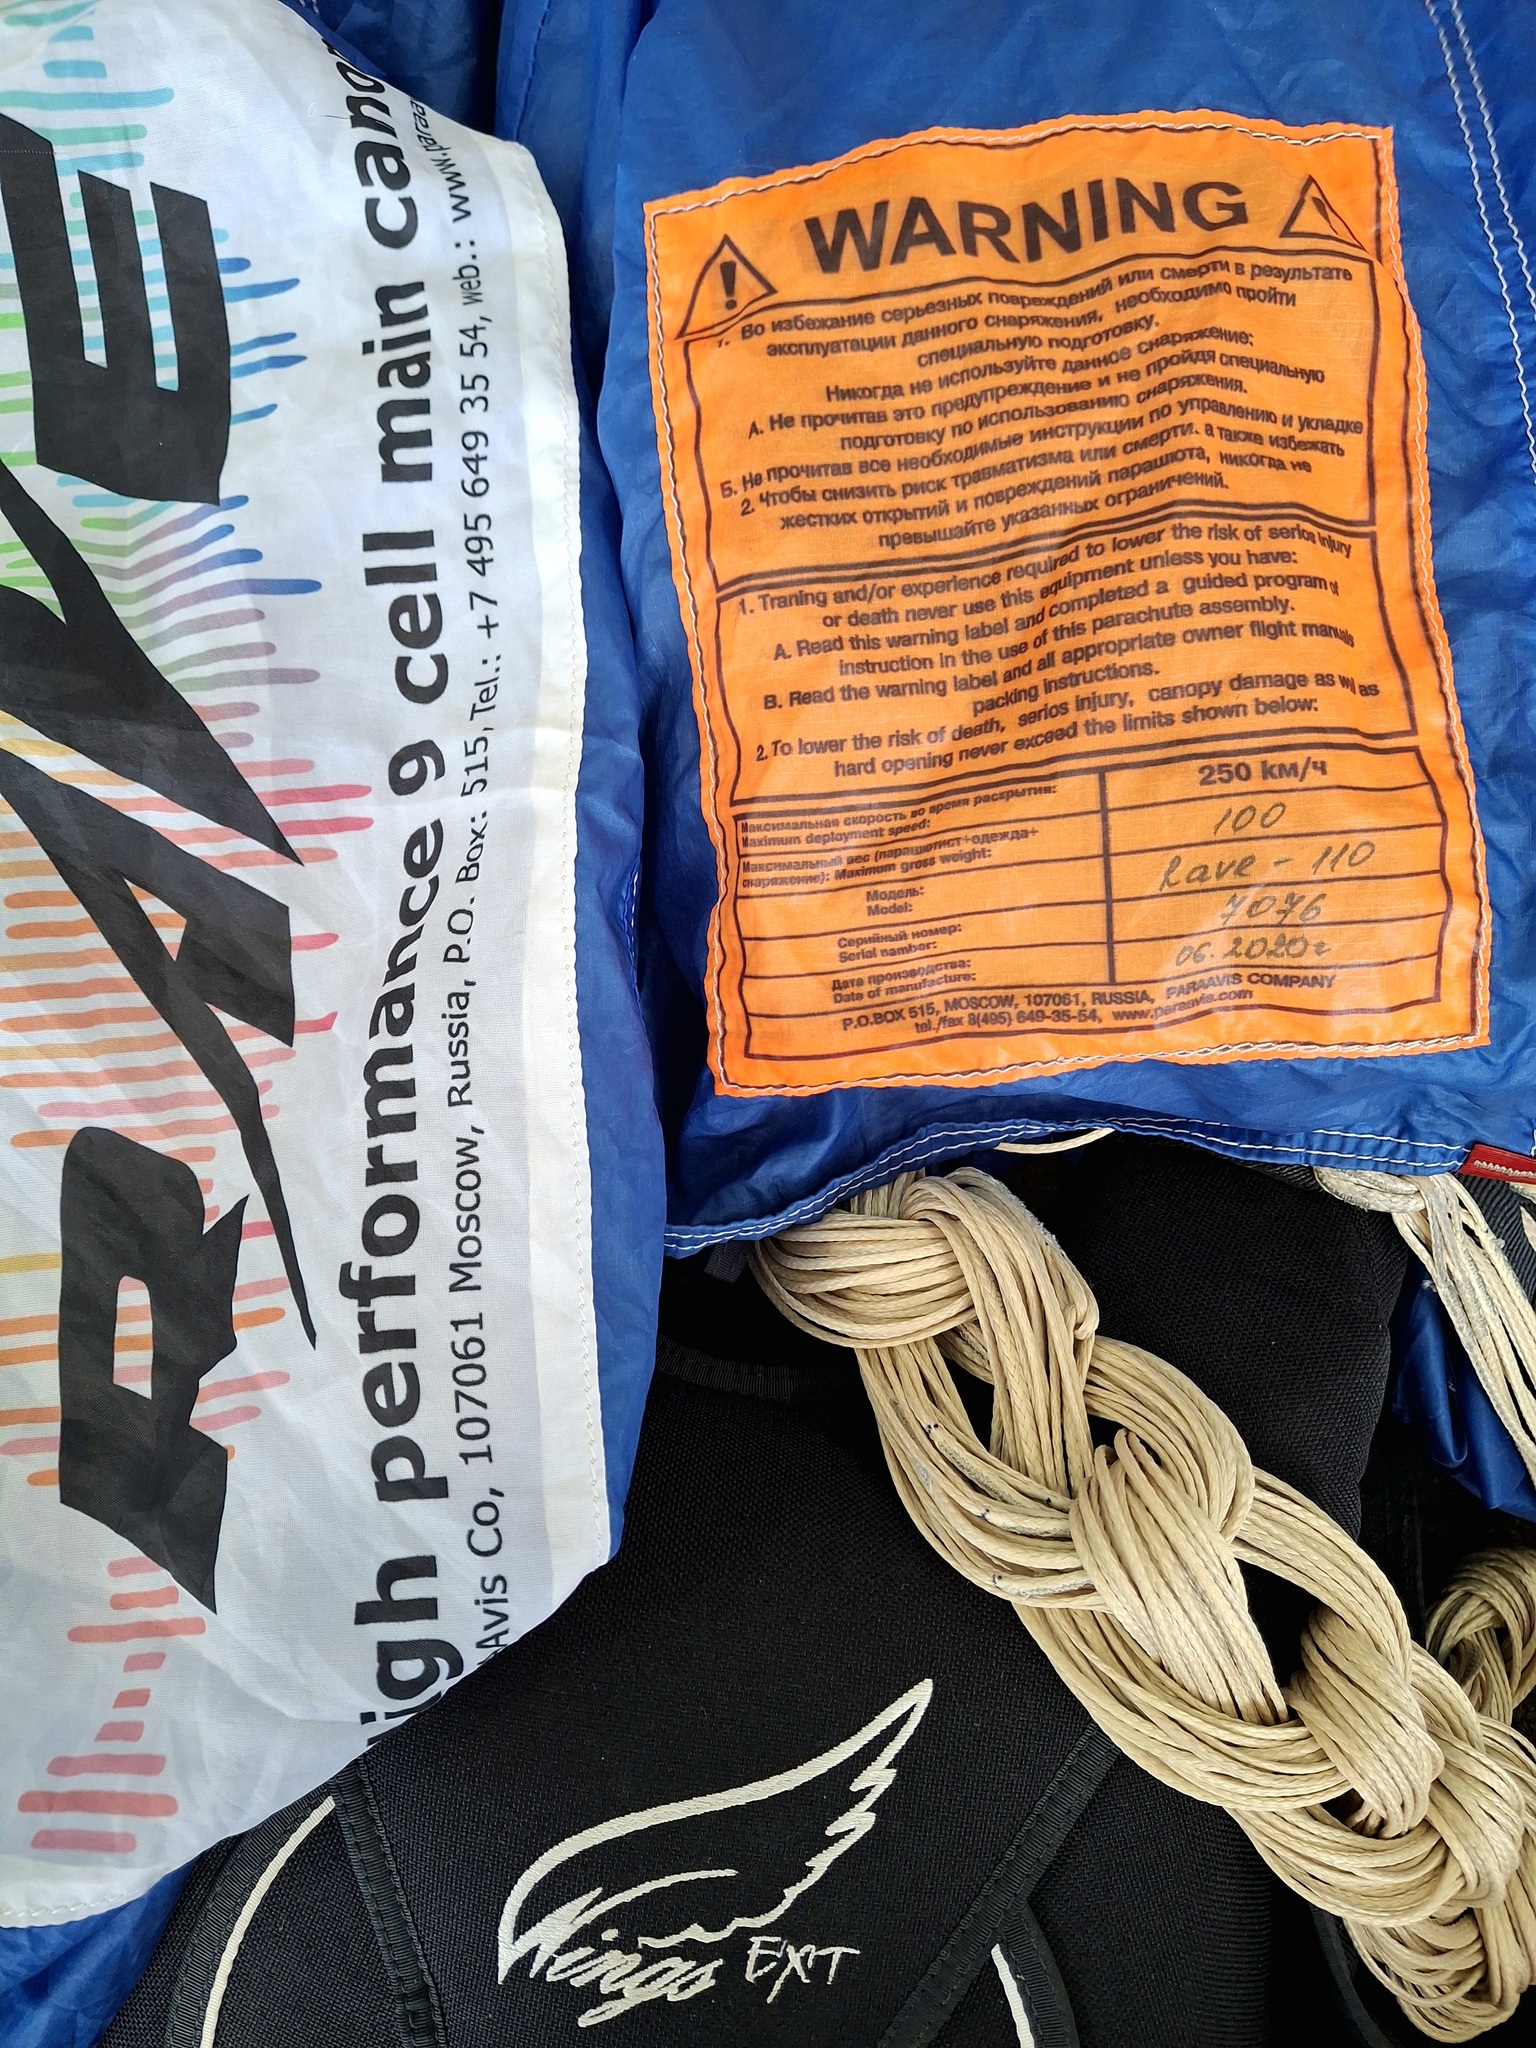 RAVE
igh performance 9 cell main cano
Avis Co, 107061 Moscow, Russia, P.O. Box: 515, Tel.: +7 495 649 35 54, web.: www.paraa
WARNING
1. Во избежание серьезных повреждений или смерти в результате
эксплуатации данного снаряжения, необходимо пройти
специальную подготовку.
Никогда не используйте данное снаряжение:
А. Не прочитав это предупреждение и не пройдя специальную
подготовку по использованию снаряжения.
Б. Не прочитав все необходимые инструкции по управлению и укладке
2. Чтобы снизить риск травматизма или смерти. а также избежать
жестких открытий и повреждений парашюта, никогда не
превышайте указанных ограничений.
1. Traning and/or experience required to lower the risk of serios injury
or death never use this equipment unless you have:
A. Read this warning label and completed a guided program of
instruction in the use of this parachute assembly.
B. Read the warning label and all appropriate owner flight manuals
packing instructions.
2. To lower the risk of death, serios injury, canopy damage as wel as
hard opening never exceed the limits shown below:
Максимальная скорость во время раскрытия:
Maximum deployment speed:
250 км/ч
Максимальный вес (парашютист+одежда+
снаряжение): Maximum gross weight:
100
Модель:
Model:
Rave - 110
Серийный номер:
Serial namber:
7076
Дата производства:
Date of manufacture:
06.2020г
P.O.BOX 515, MOSCOW, 107061, RUSSIA, PARAAVIS COMPANY
tel./fax 8(495) 649-35-54, www.paraavis.com
Wings EXIT